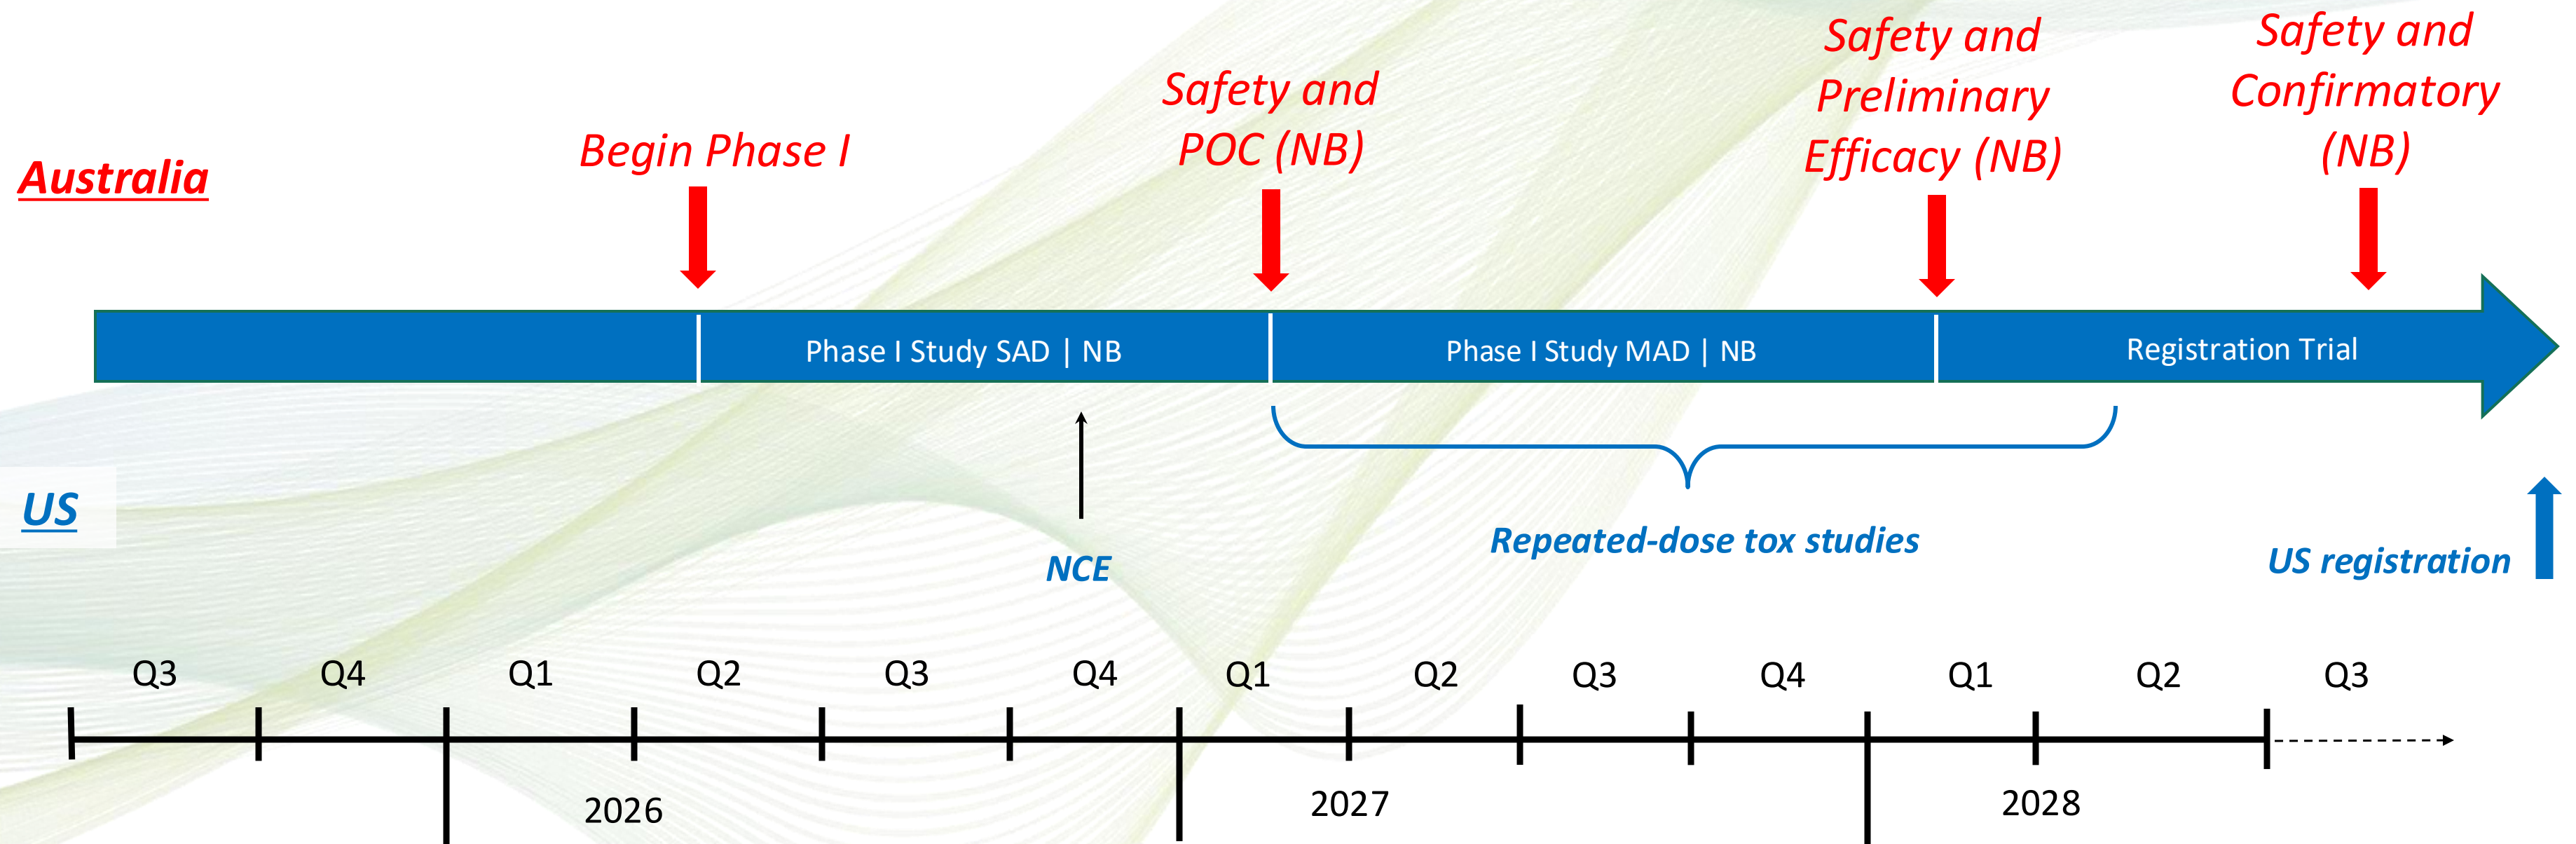 Safety and
Preliminary
Efficacy (NB)
Safety and
Confirmatory
(NB)
Safety and
POC (NB)
Begin Phase I
Australia
Phase I Study SAD | NB
Phase I Study MAD | NB
Registration Trial
US
NCE
Repeated-dose tox studies
US registration
Q3 Q4 Q1 Q2 Q3 Q4 Q1 Q2 Q3 Q4 Q1 Q2 Q3
2026 2027 2028